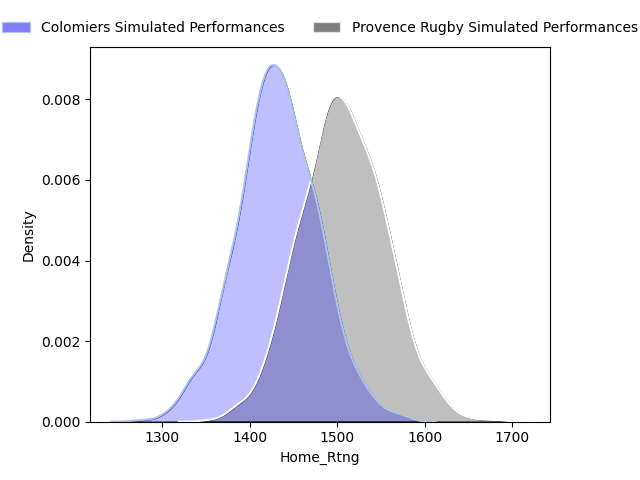 Colomiers Simulated Performances Provence Rugby Simulated Performances
0.008
0.006
0.004
0.002
0.000
Density
1300 1400 1500 1600 1700
Home_Rtng